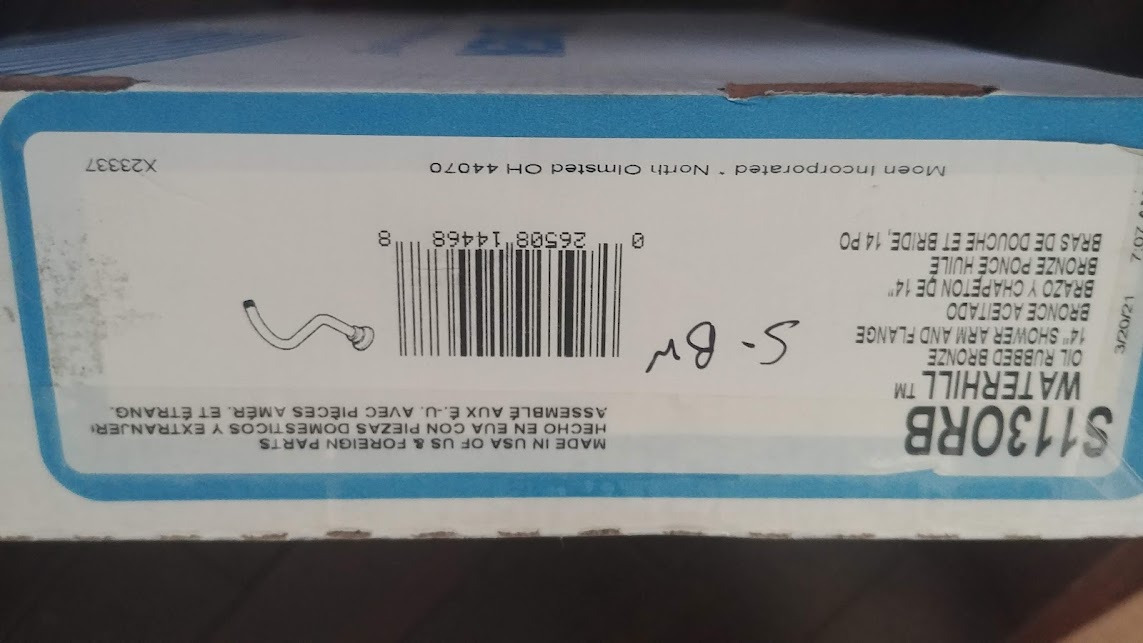 S113ORB
WATERHILL TM
OIL RUBBED BRONZE
14" SHOWER ARM AND FLANGE
BRONCE ACEITADO
BRAZO Y CHAPETON DE 14"
BRONZE PONCE HUILE
BRAS DE DOUCHE ET BRIDE, 14 PO
MADE IN USA OF US & FOREIGN PARTS
HECHO EN EUA CON PIEZAS DOMESTICOS Y EXTRANJER
ASSEMBLÉ AUX É.-U. AVEC PIÈCES AMÉR. ET ÉTRANG.
S-BW
0 26508 14468 8
Moen Incorporated * North Olmsted OH 44070
X23337
3/20/21